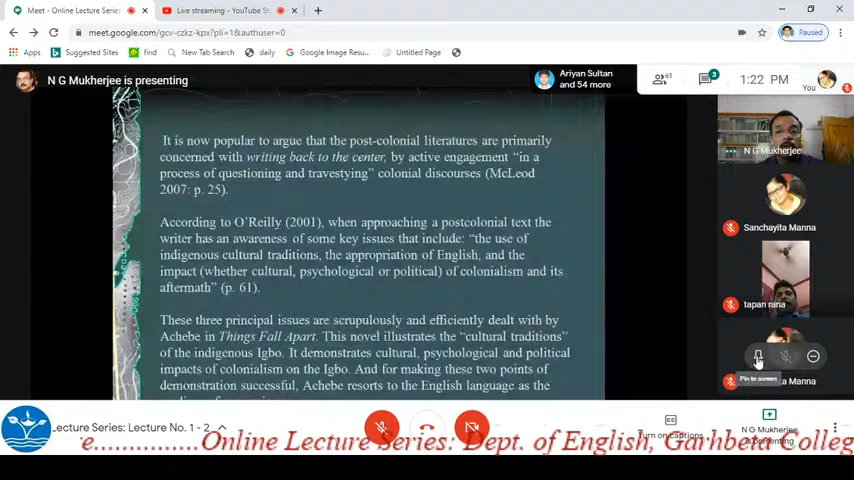 Meet - Online Lecture Series:
Live streaming - YouTube St
meet.google.com/gcv-czkz-kpx?pli=1&authuser=0
Paused
Apps
Suggested Sites
find
New Tab Search
daily
Google Image Resu...
Untitled Page
N G Mukherjee is presenting
Ariyan Sultan
and 54 more
61
3
1:22 PM
You
It is now popular to argue that the post-colonial literatures are primarily
concerned with writing back to the center, by active engagement “in a
process of questioning and travestying” colonial discourses (McLeod
2007: p. 25).
According to O’Reilly (2001), when approaching a postcolonial text the
writer has an awareness of some key issues that include: “the use of
indigenous cultural traditions, the appropriation of English, and the
impact (whether cultural, psychological or political) of colonialism and its
aftermath” (p. 61).
These three principal issues are scrupulously and efficiently dealt with by
Achebe in Things Fall Apart. This novel illustrates the “cultural traditions”
of the indigenous Igbo. It demonstrates cultural, psychological and political
impacts of colonialism on the Igbo. And for making these two points of
demonstration successful, Achebe resorts to the English language as the
N G Mukherjee
Sanchayita Manna
tapan rana
Pin to screen
ta Manna
Lecture Series: Lecture No. 1 - 2
Turn on captions
N G Mukherjee
is presenting
e...............Online Lecture Series: Dept. of English, Garhbeta Colleg